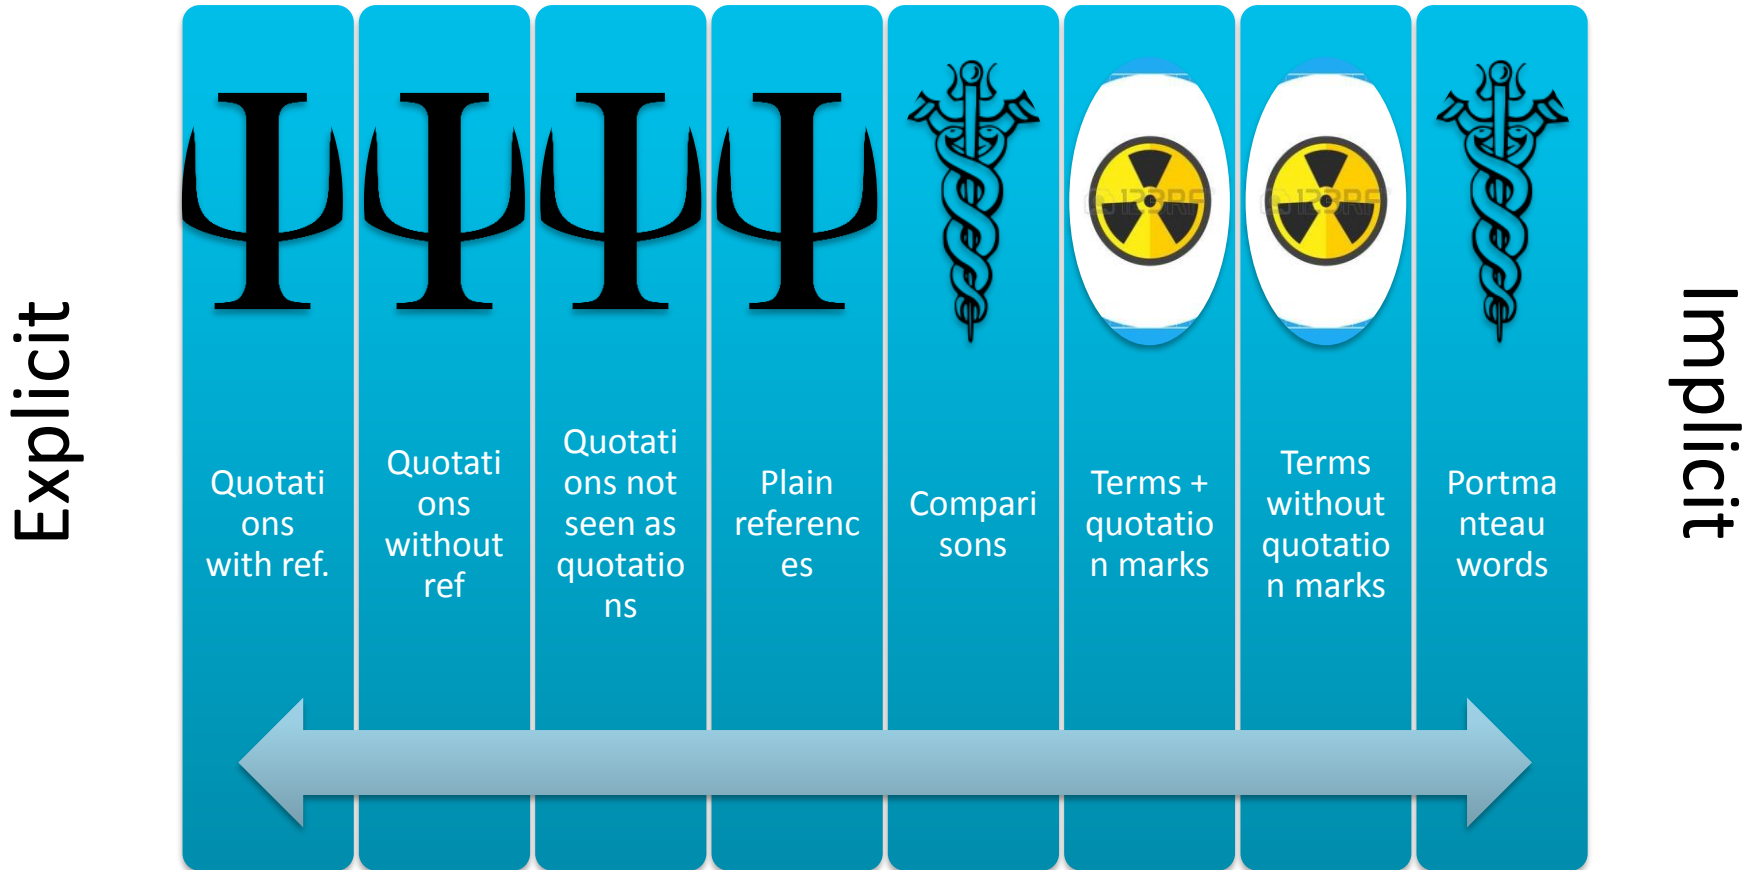 Explicit
Quotati
ons
with ref.
Quotati
ons
without
ref
Quotati
ons not
seen as
quotatio
ns
Plain
referenc
es
Compari
sons
Terms +
quotatio
n marks
Terms
without
quotatio
n marks
Portma
nteau
words
Implicit